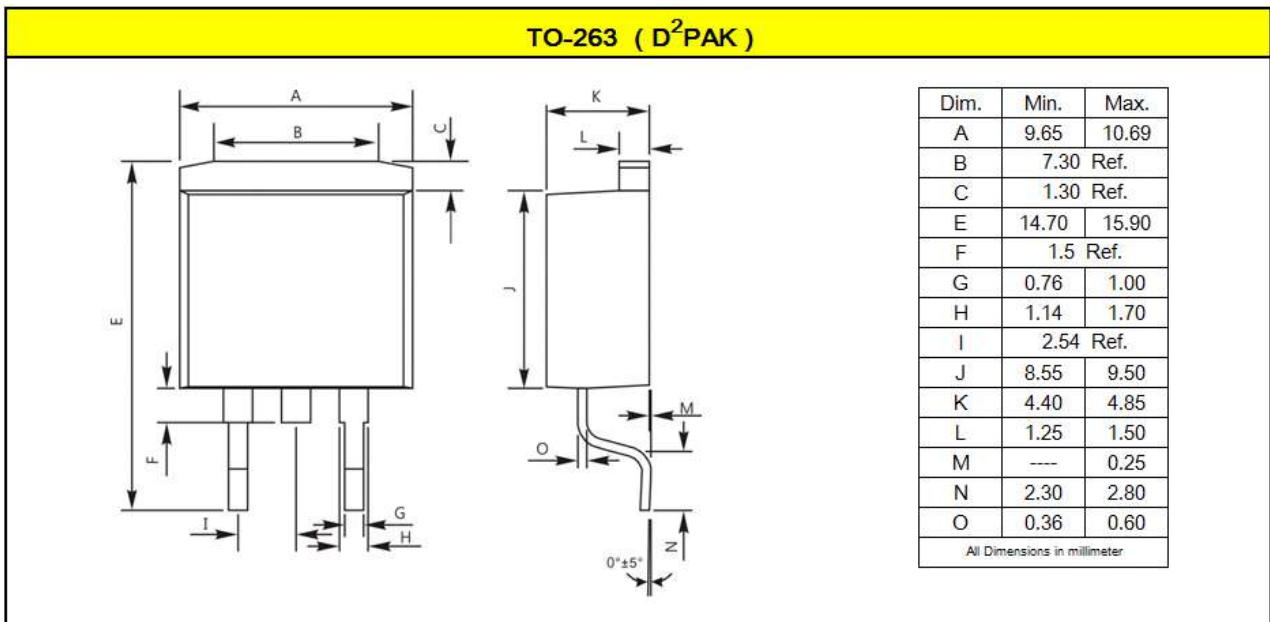 TO-263 ( D²PAK )
A
B
C
E
F
I
G
H
K
L
J
M
O
N
0°±5°
Dim. Min. Max.
A 9.65 10.69
B 7.30 Ref.
C 1.30 Ref.
E 14.70 15.90
F 1.5 Ref.
G 0.76 1.00
H 1.14 1.70
I 2.54 Ref.
J 8.55 9.50
K 4.40 4.85
L 1.25 1.50
M ---- 0.25
N 2.30 2.80
O 0.36 0.60
All Dimensions in millimeter